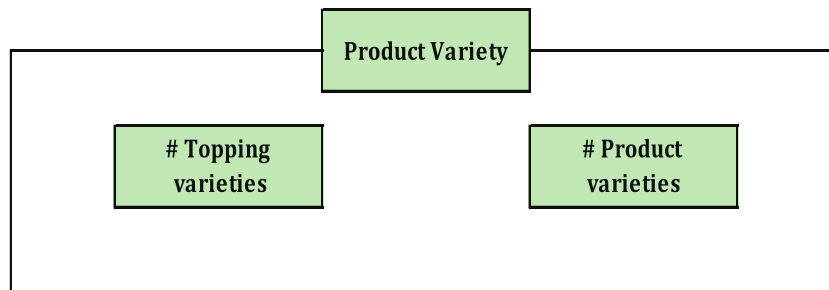 Product Variety
# Topping
varieties
# Product
varieties